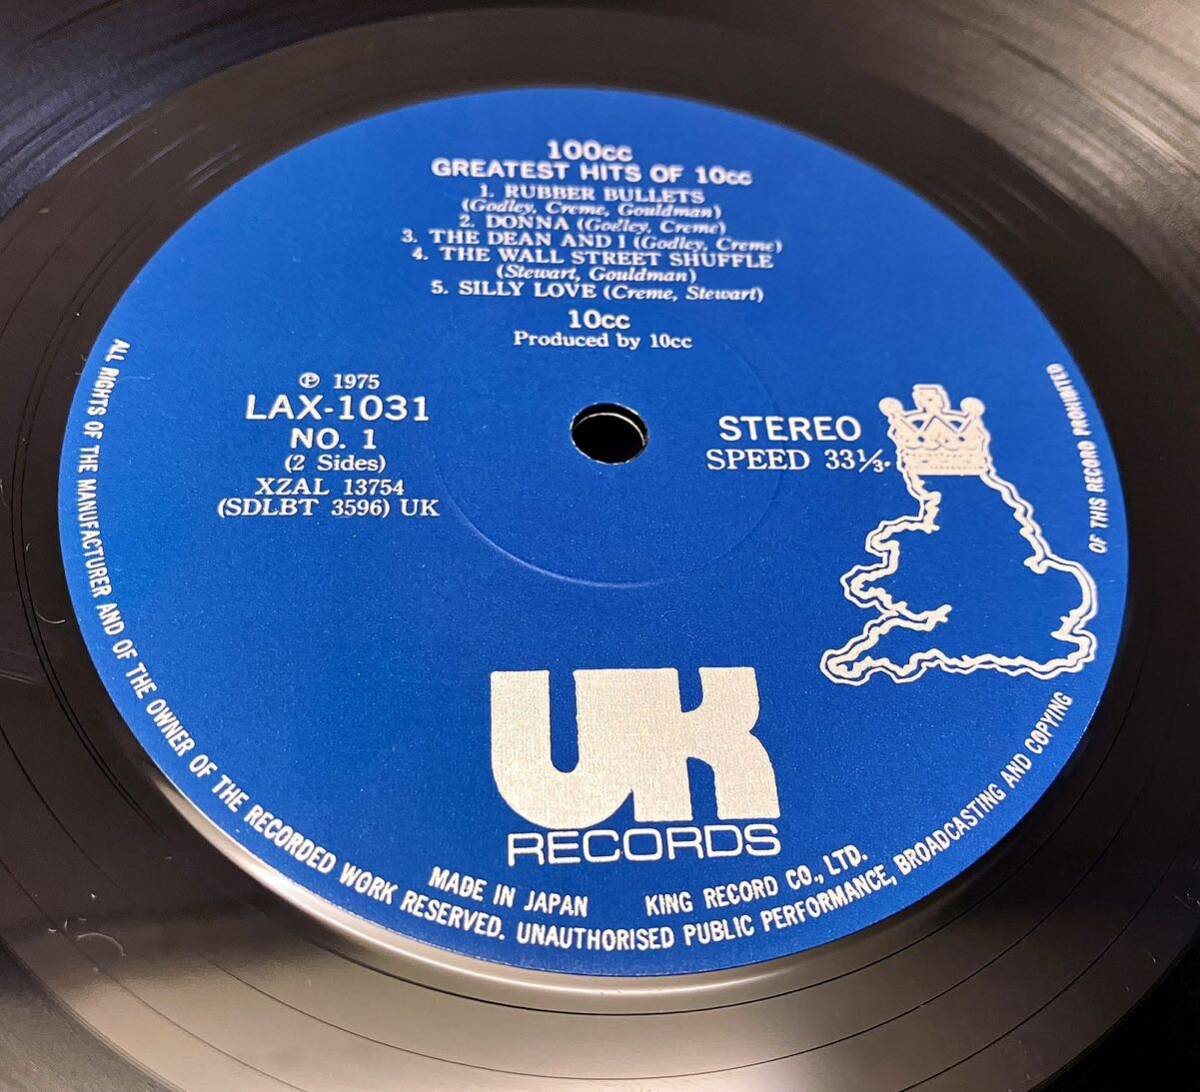 100cc
GREATEST HITS OF 10cc
1. RUBBER BULLETS
(Godley, Creme, Gouldman)
2. DONNA (Godley, Creme)
3. THE DEAN AND I (Godley, Creme)
4. THE WALL STREET SHUFFLE
(Stewart, Gouldman)
5. SILLY LOVE (Creme, Stewart)
10cc
Produced by 10cc
℗ 1975
LAX-1031
NO. 1
(2 Sides)
XZAL 13754
(SDLBT 3596) UK
STEREO
SPEED 33⅓.
UK
RECORDS
MADE IN JAPAN KING RECORD CO., LTD.
ALL RIGHTS OF THE MANUFACTURER AND OF THE OWNER OF THE RECORDED WORK RESERVED. UNAUTHORISED PUBLIC PERFORMANCE, BROADCASTING AND COPYING OF THIS RECORD PROHIBITED